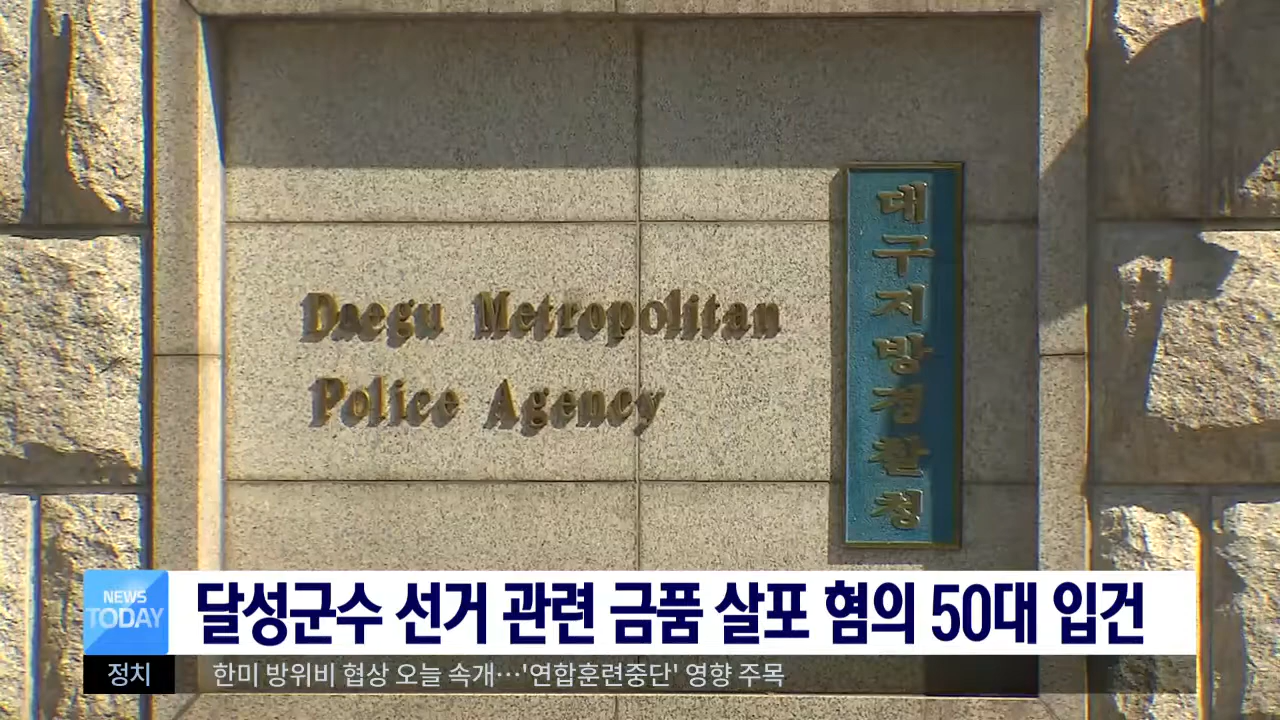 Daegu Metropolitan
Police Agency
대구지방경찰청
NEWS
TODAY
달성군수 선거 관련 금품 살포 혐의 50대 입건
정치
한미 방위비 협상 오늘 속개…'연합훈련중단' 영향 주목